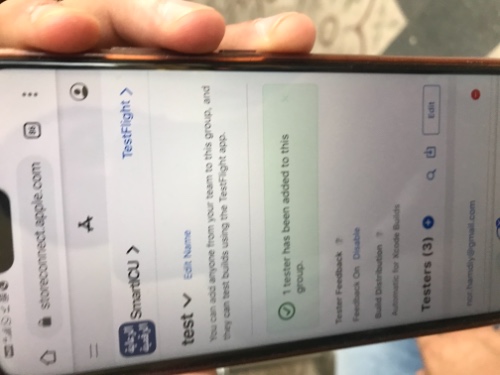 storeconnect.apple.com
SmartICU >
TestFlight >
test
Edit Name
You can add anyone from your team to this group, and
they can test builds using the TestFlight app.
1 tester has been added to this
group.
Tester Feedback ?
Feedback On Disable
Build Distribution ?
Automatic for Xcode Builds
Testers (3)
Edit